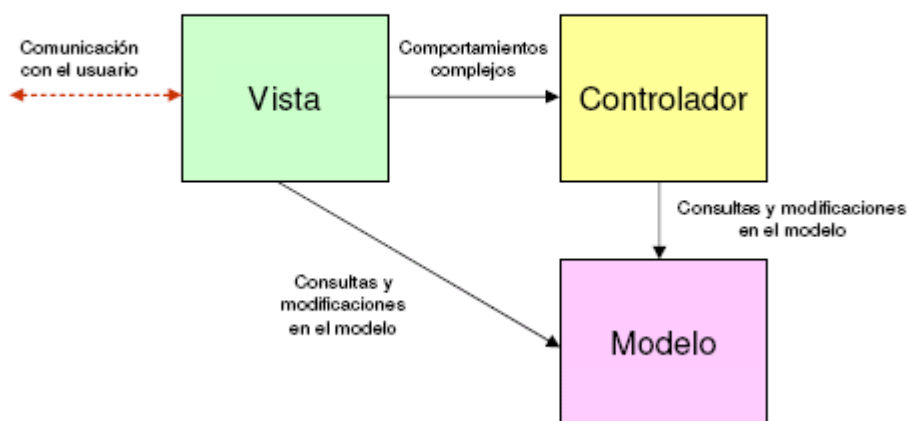 Comunicación
con el usuario
Vista
Comportamientos
complejos
Controlador
Consultas y modificaciones
en el modelo
Consultas y
modificaciones
en el modelo
Modelo